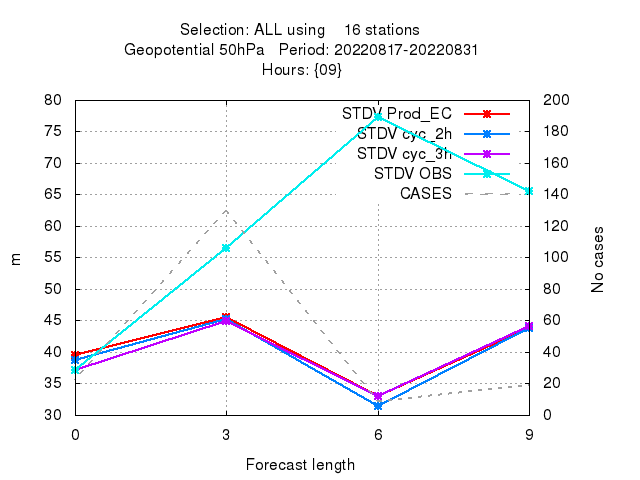 Selection: ALL using 16 stations
Geopotential 50hPa Period: 20220817-20220831
Hours: {09}
80
75
70
65
60
55
50
45
40
35
30
200
180
160
140
120
100
80
60
40
20
0
STDV Prod_EC
STDV cyc_2h
STDV cyc_3h
STDV OBS
CASES
m
No cases
0 3 6 9
Forecast length